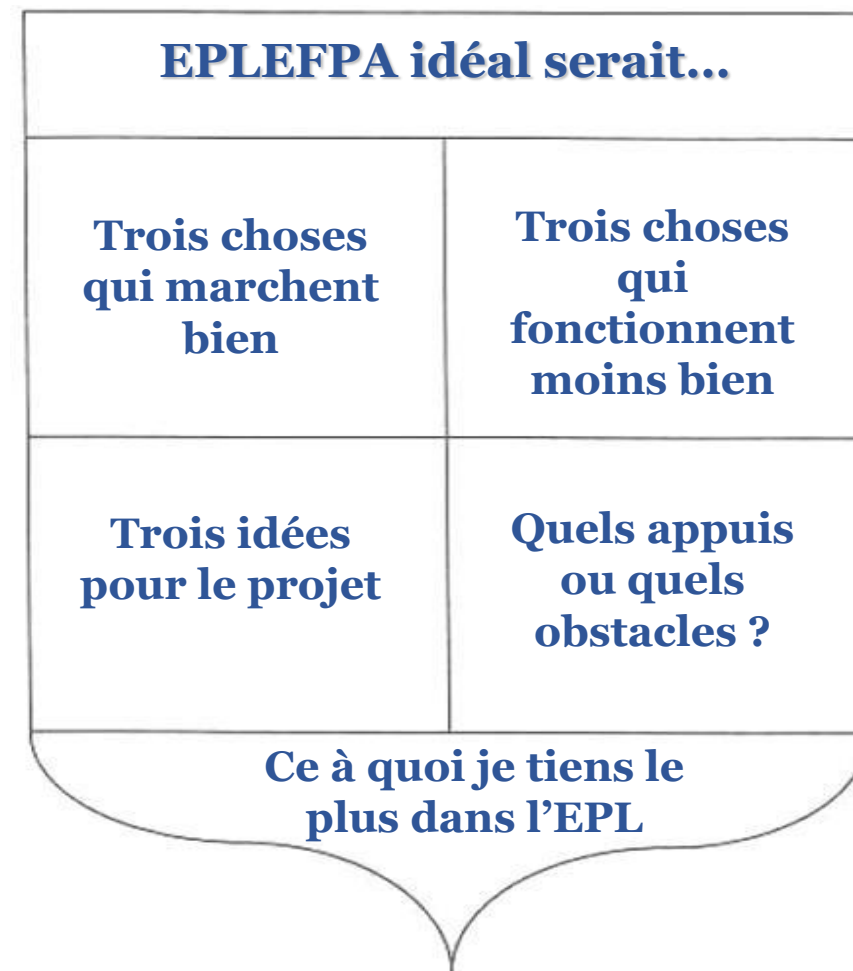 EPLEFPA idéal serait...
Trois choses
qui marchent
bien
Trois choses
qui
fonctionnent
moins bien
Trois idées
pour le projet
Quels appuis
ou quels
obstacles ?
Ce à quoi je tiens le
plus dans l’EPL